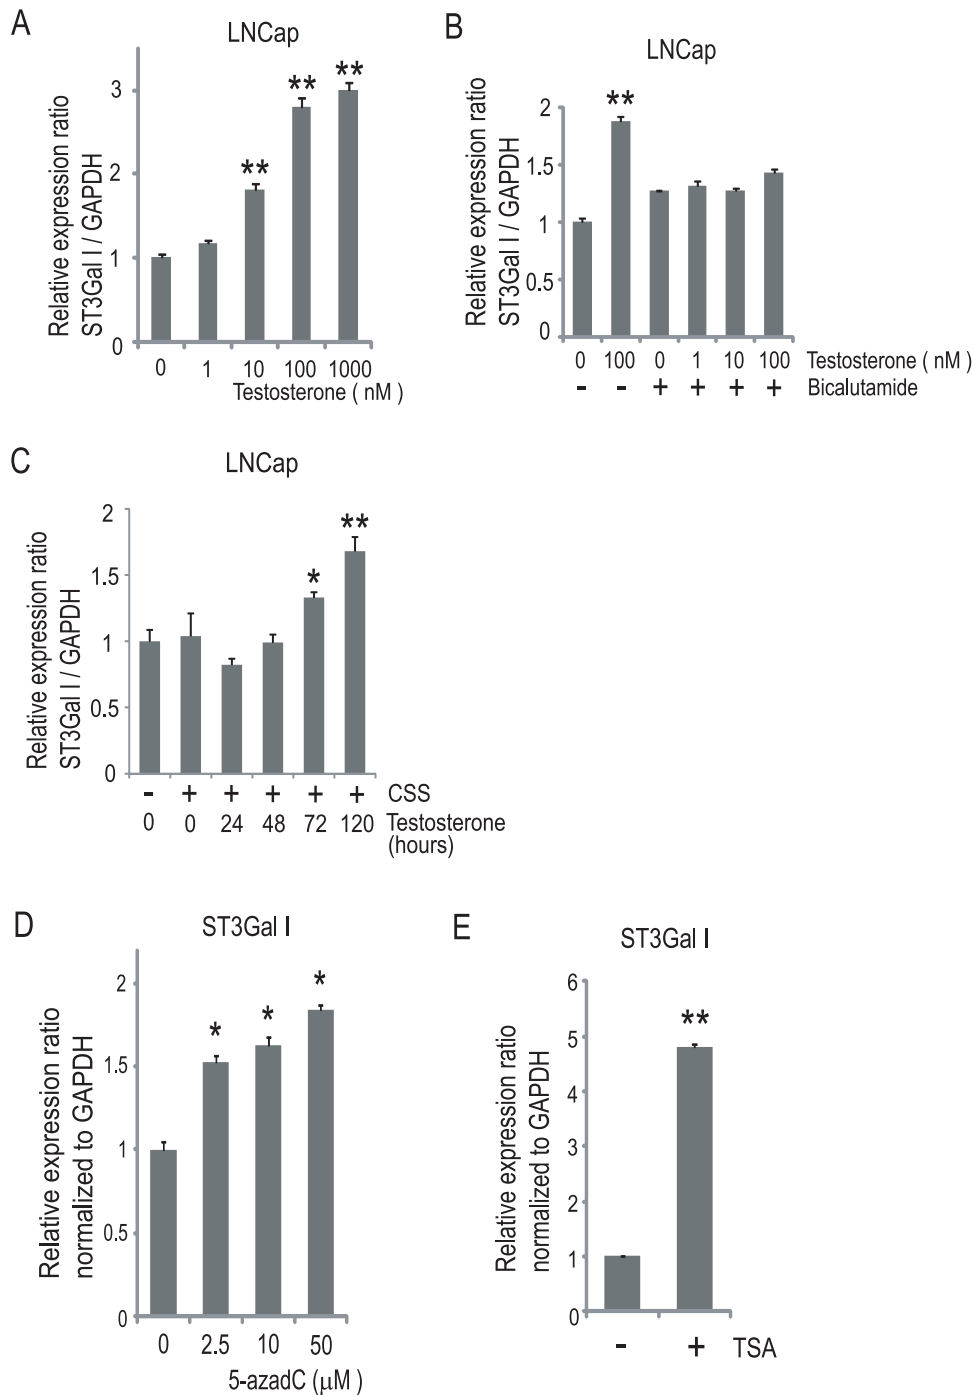 A
LNCap
Relative expression ratio
ST3Gal I / GAPDH
3
2
1
0
** ** **
0 1 10 100 1000
Testosterone ( nM )
B
LNCap
Relative expression ratio
ST3Gal I / GAPDH
2
1.5
1
0.5
0
**
0 100 0 1 10 100 Testosterone ( nM )
- - + + + + Bicalutamide
C
LNCap
Relative expression ratio
ST3Gal I / GAPDH
2
1.5
1
0.5
0
* **
- + + + + + CSS
0 0 24 48 72 120 Testosterone
(hours)
D
ST3Gal I
Relative expression ratio
normalized to GAPDH
2
1.5
1
0.5
0
* * *
0 2.5 10 50
5-azadC (μM )
E
ST3Gal I
Relative expression ratio
normalized to GAPDH
6
5
4
3
2
1
0
**
- + TSA